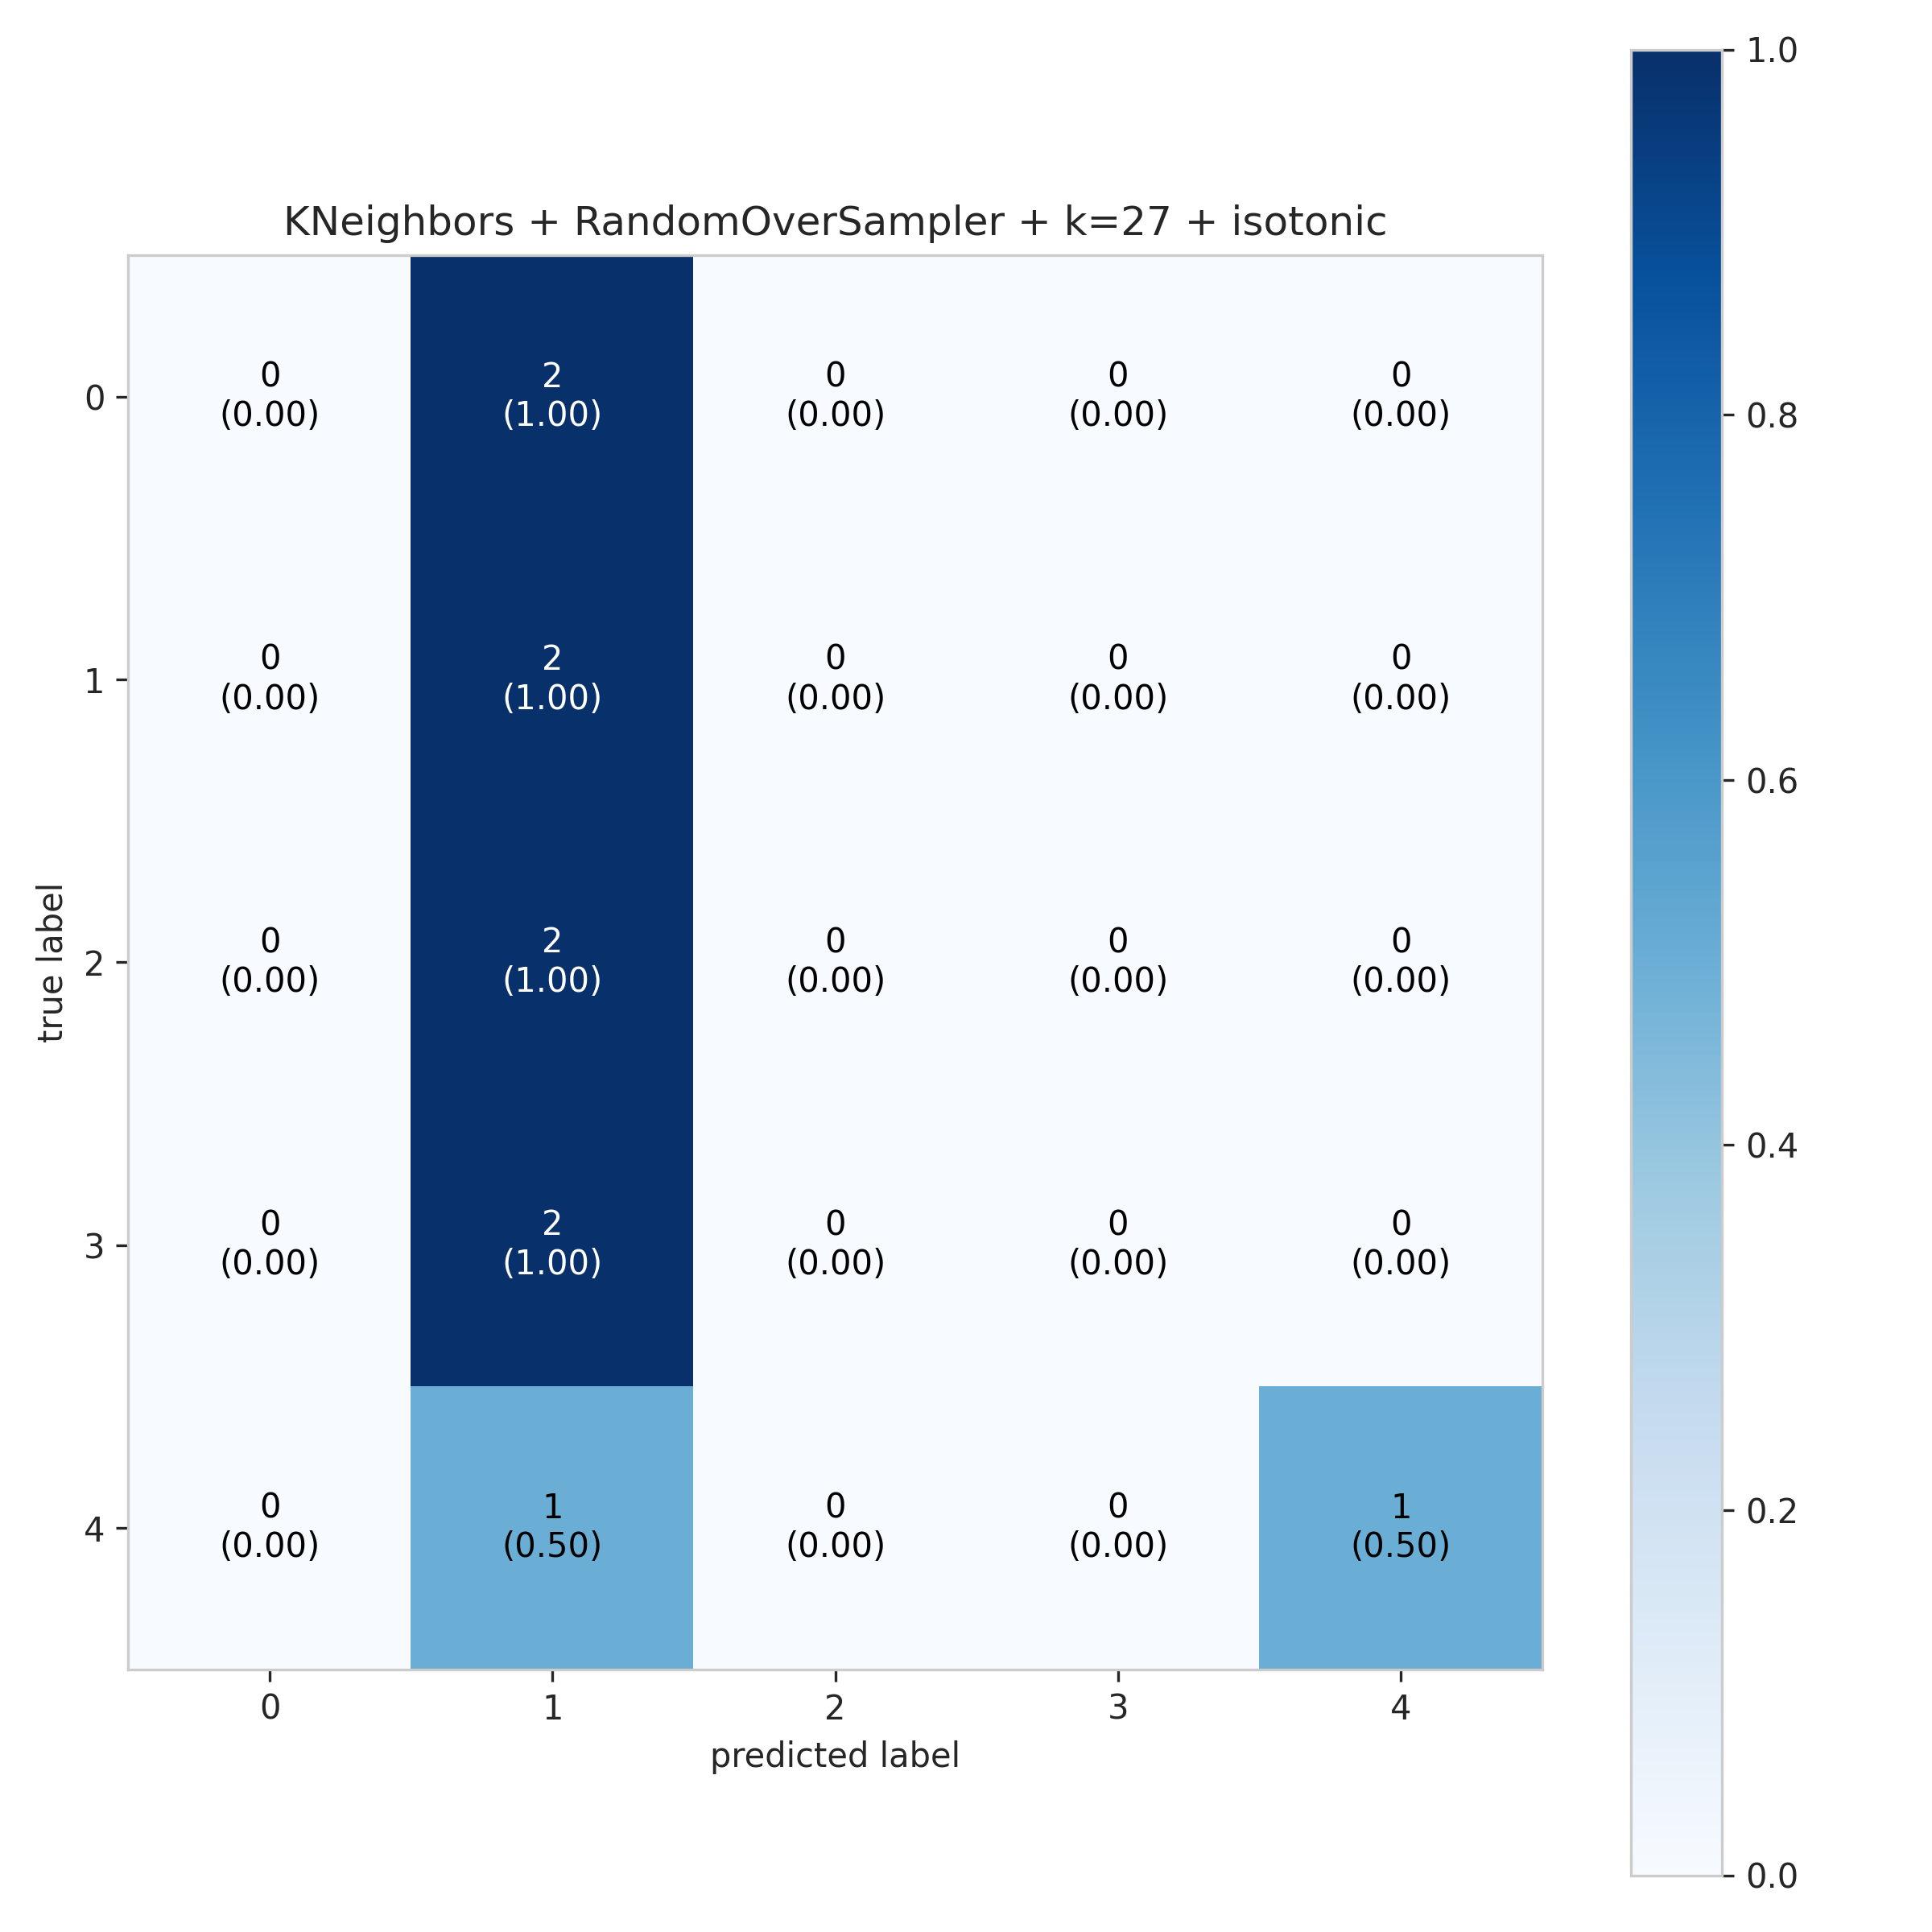 KNeighbors + RandomOverSampler + k=27 + isotonic
true label
0
0 2 0 0 0
(0.00) (1.00) (0.00) (0.00) (0.00)
1
0 2 0 0 0
(0.00) (1.00) (0.00) (0.00) (0.00)
2
0 2 0 0 0
(0.00) (1.00) (0.00) (0.00) (0.00)
3
0 2 0 0 0
(0.00) (1.00) (0.00) (0.00) (0.00)
4
0 1 0 0 1
(0.00) (0.50) (0.00) (0.00) (0.50)
0 1 2 3 4
predicted label
1.0
0.8
0.6
0.4
0.2
0.0